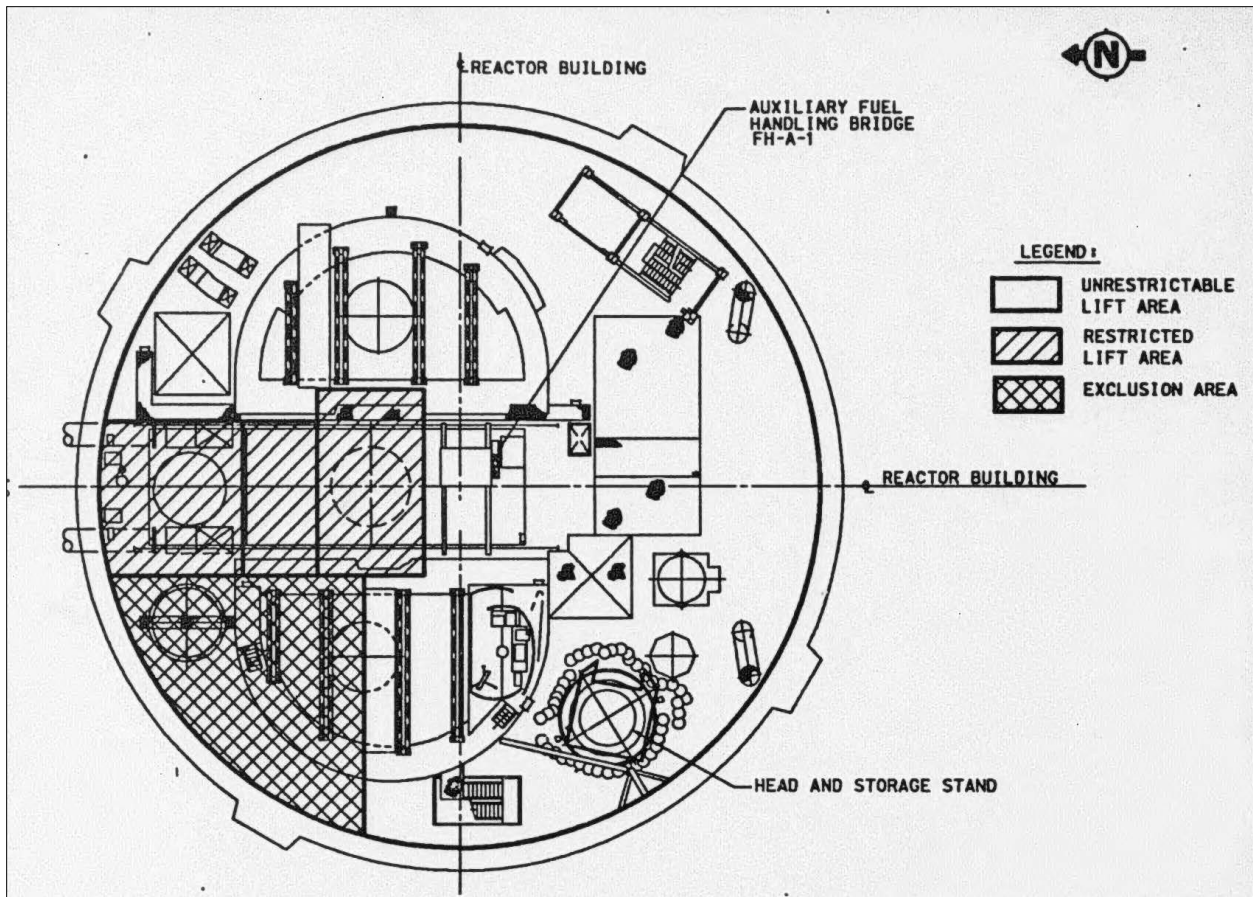 N
℄ REACTOR BUILDING
AUXILIARY FUEL
HANDLING BRIDGE
FH-A-1
LEGEND:
UNRESTRICTABLE
LIFT AREA
RESTRICTED
LIFT AREA
EXCLUSION AREA
℄ REACTOR BUILDING
HEAD AND STORAGE STAND